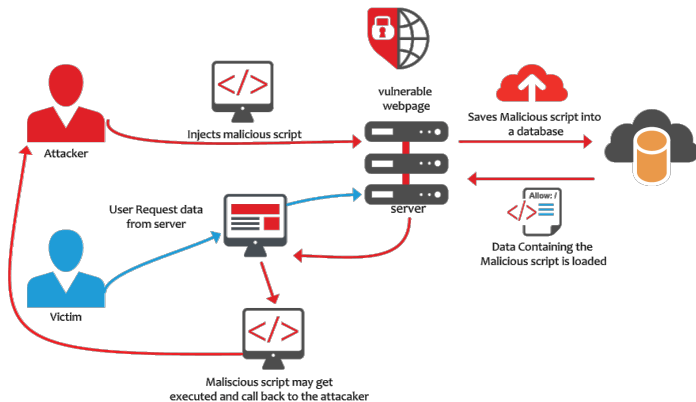 vulnerable
webpage
</>
Injects malicious script
Attacker
Saves Malicious script into
a database
server
User Request data
from server
Allow: /
</>
Data Containing the
Malicious script is loaded
Victim
</>
Maliscious script may get
executed and call back to the attacaker